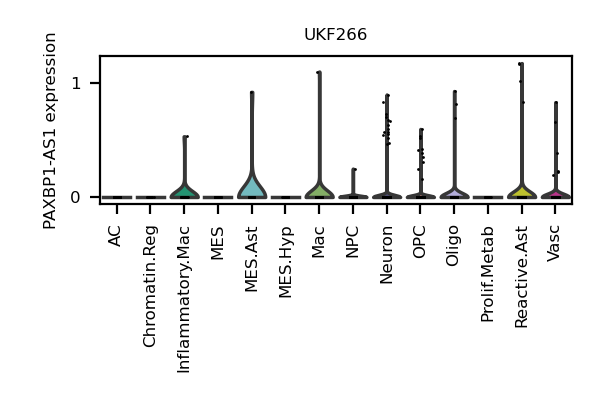 UKF266
PAXBP1-AS1 expression
1
0
AC
Chromatin.Reg
Inflammatory.Mac
MES
MES.Ast
MES.Hyp
Mac
NPC
Neuron
OPC
Oligo
Prolif.Metab
Reactive.Ast
Vasc